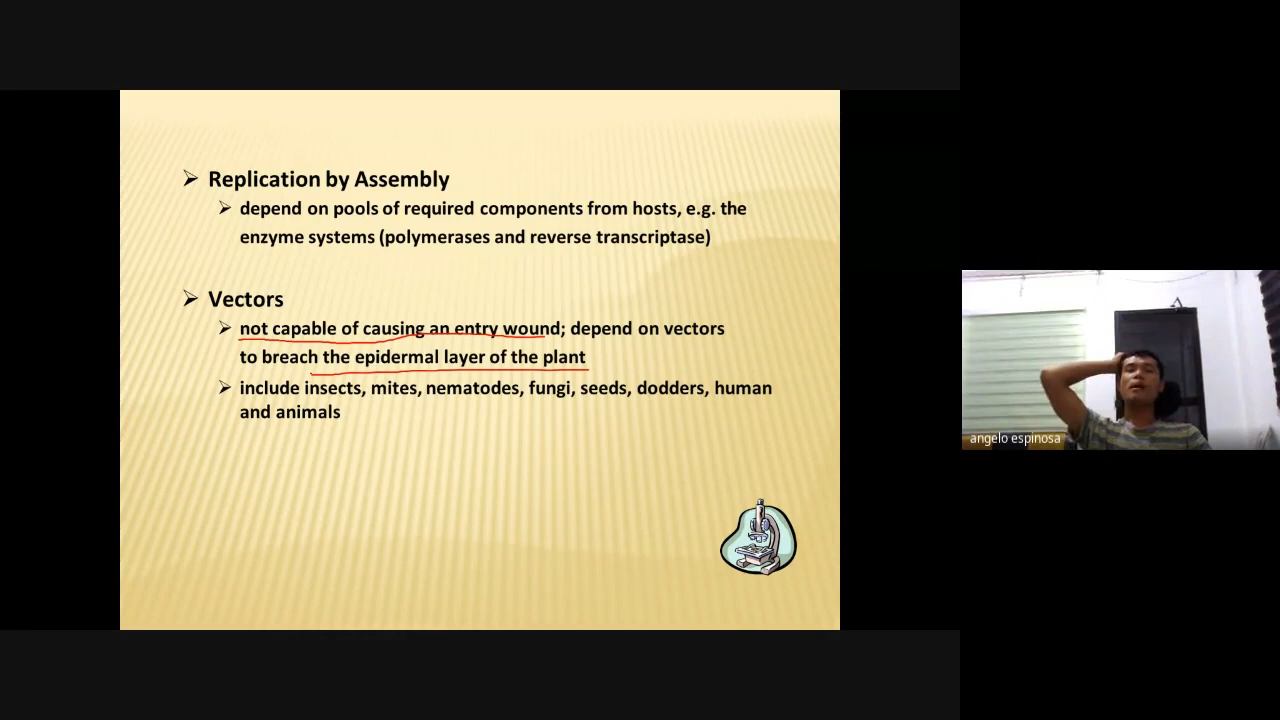 Replication by Assembly
depend on pools of required components from hosts, e.g. the
enzyme systems (polymerases and reverse transcriptase)
Vectors
not capable of causing an entry wound; depend on vectors
to breach the epidermal layer of the plant
include insects, mites, nematodes, fungi, seeds, dodders, human
and animals
angelo espinosa